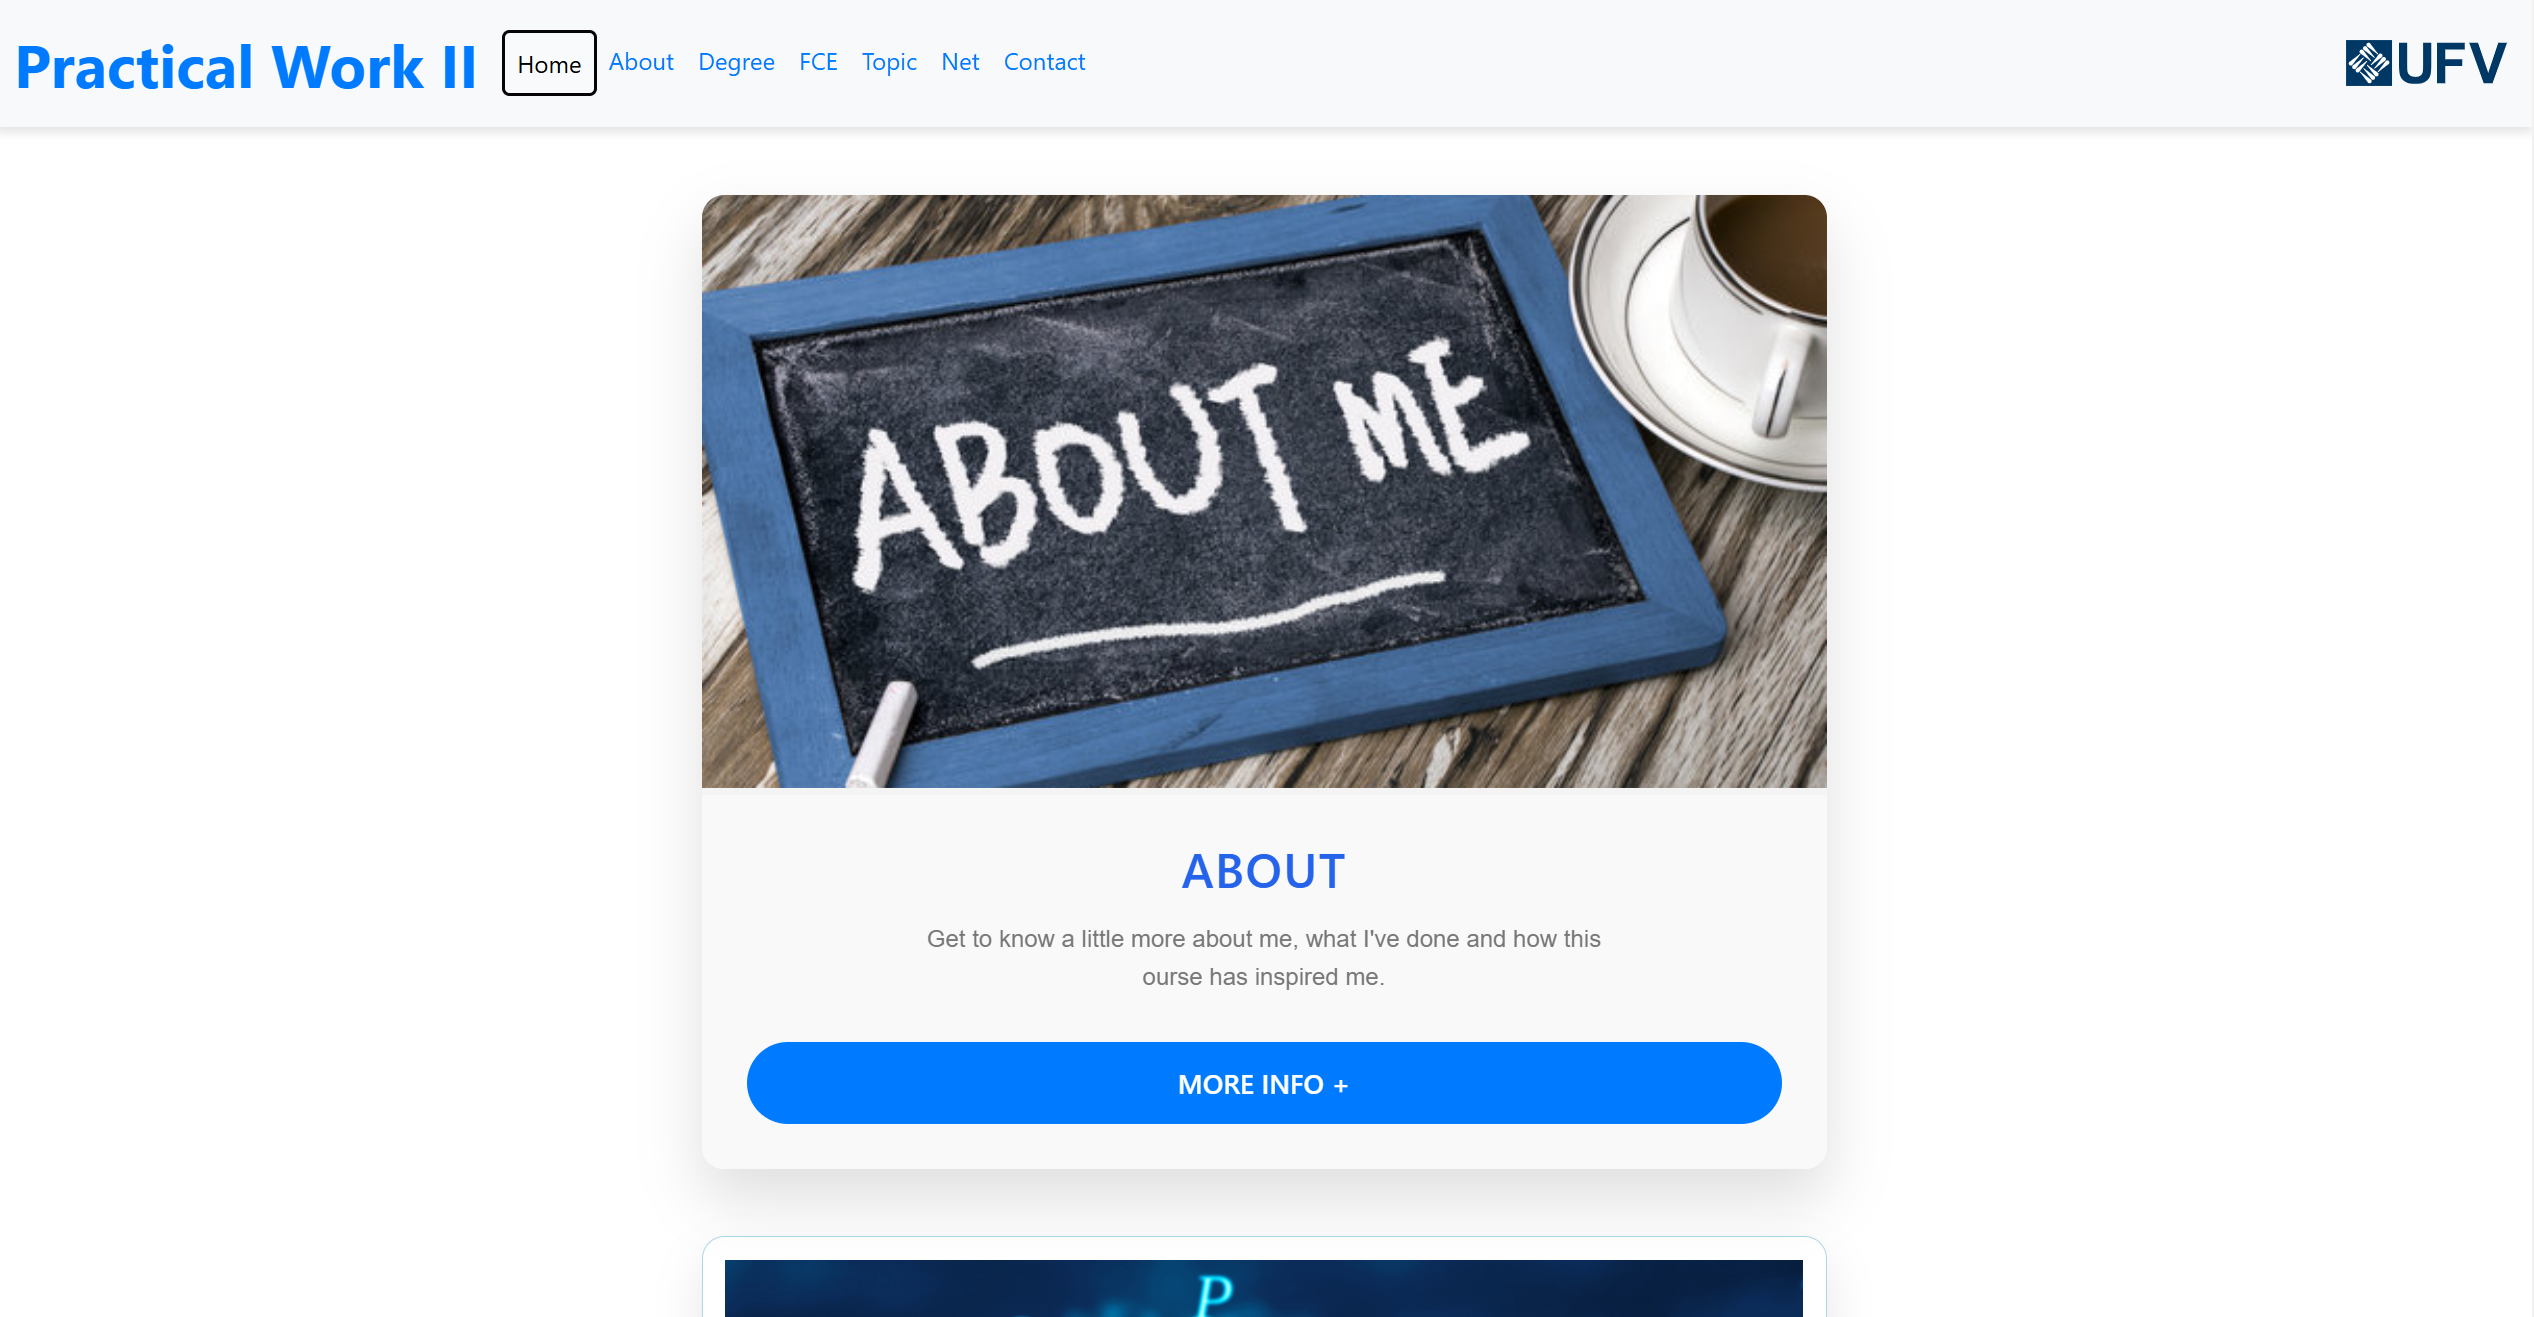 Practical Work II
Home About Degree FCE Topic Net Contact
UFV
ABOUT ME
ABOUT
Get to know a little more about me, what I've done and how this
ourse has inspired me.
MORE INFO +
P